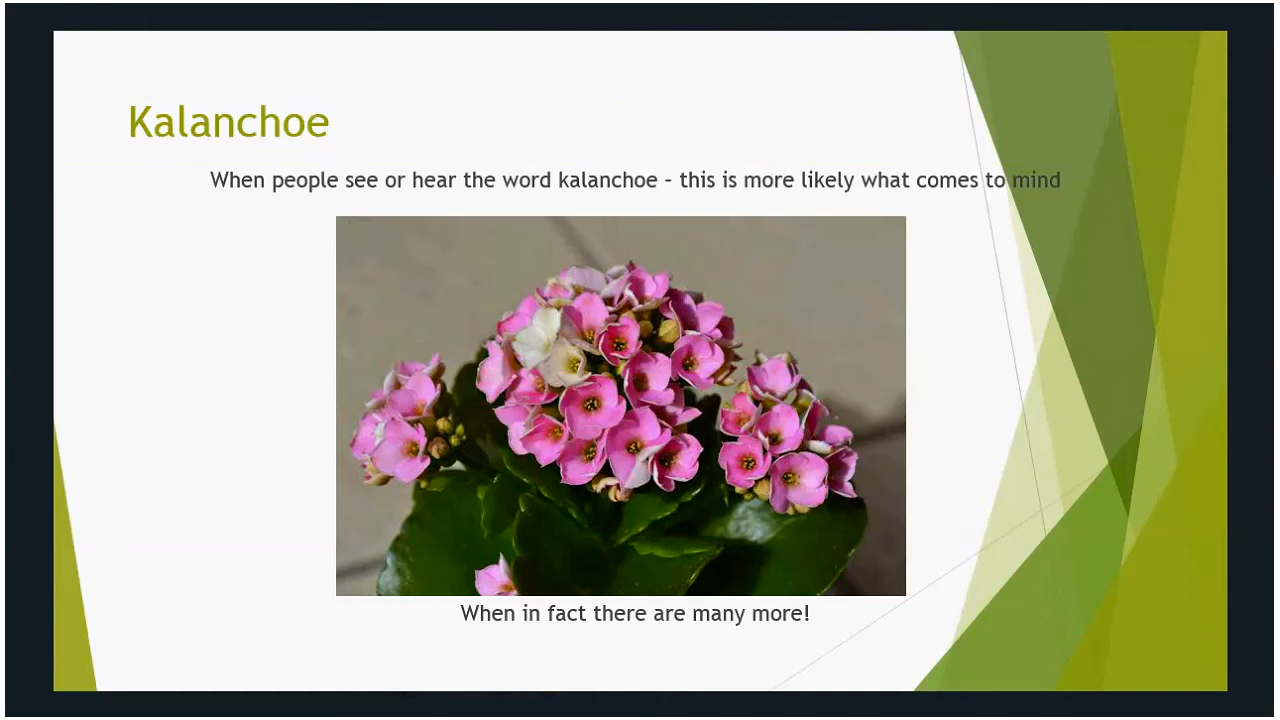 Kalanchoe
When people see or hear the word kalanchoe – this is more likely what comes to mind
When in fact there are many more!